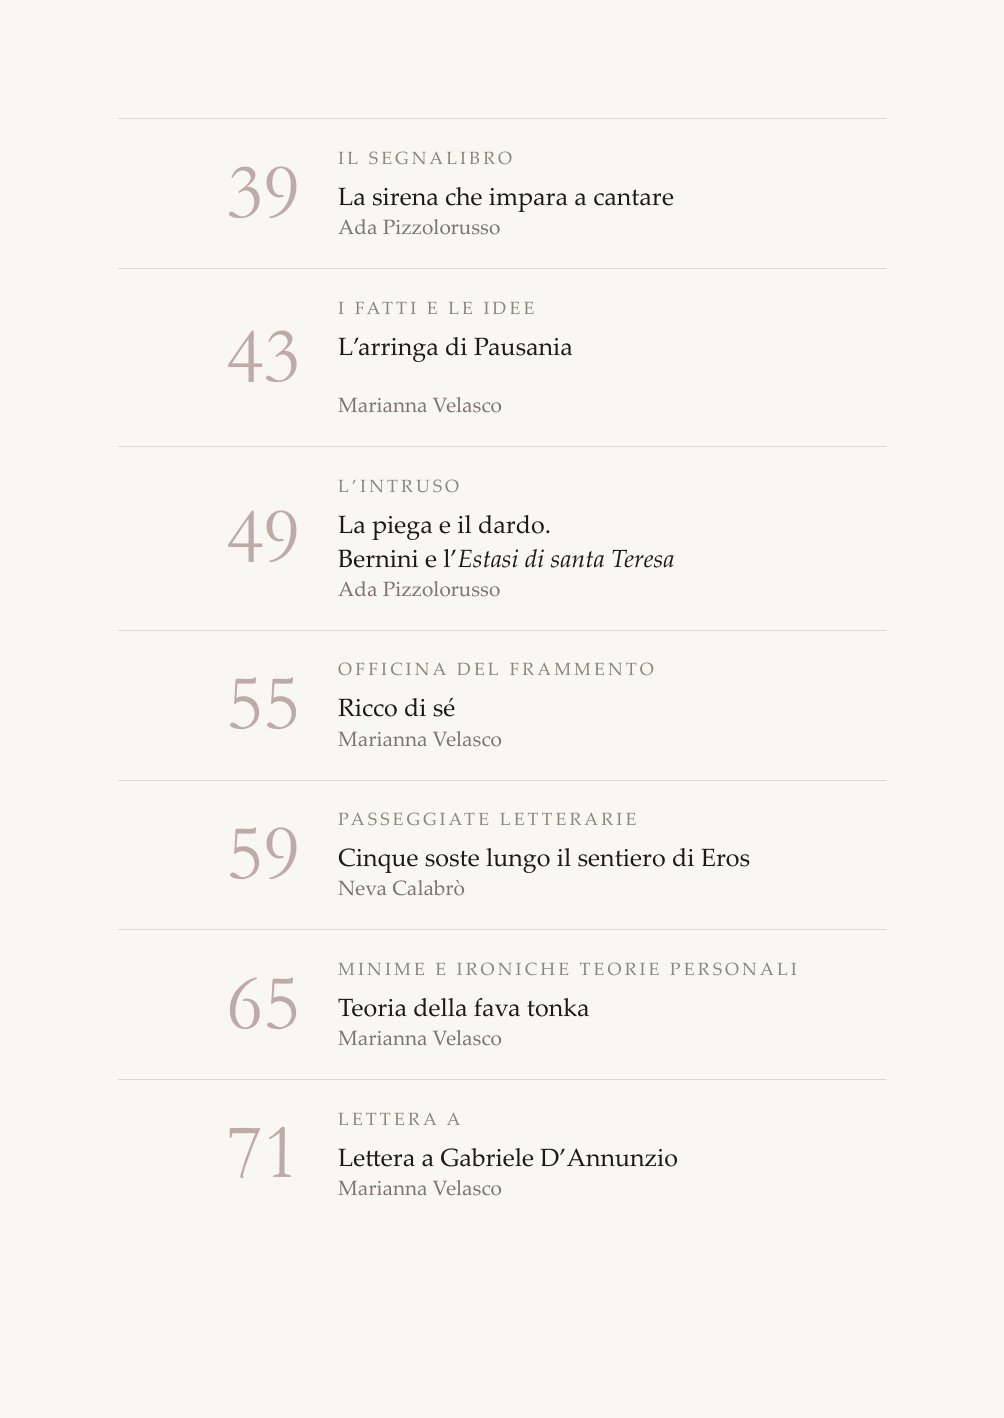 39
IL SEGNALIBRO
La sirena che impara a cantare
Ada Pizzolorusso
43
I FATTI E LE IDEE
L’arringa di Pausania
Marianna Velasco
49
L’INTRUSO
La piega e il dardo.
Bernini e l’Estasi di santa Teresa
Ada Pizzolorusso
55
OFFICINA DEL FRAMMENTO
Ricco di sé
Marianna Velasco
59
PASSEGGIATE LETTERARIE
Cinque soste lungo il sentiero di Eros
Neva Calabrò
65
MINIME E IRONICHE TEORIE PERSONALI
Teoria della fava tonka
Marianna Velasco
71
LETTERA A
Lettera a Gabriele D’Annunzio
Marianna Velasco